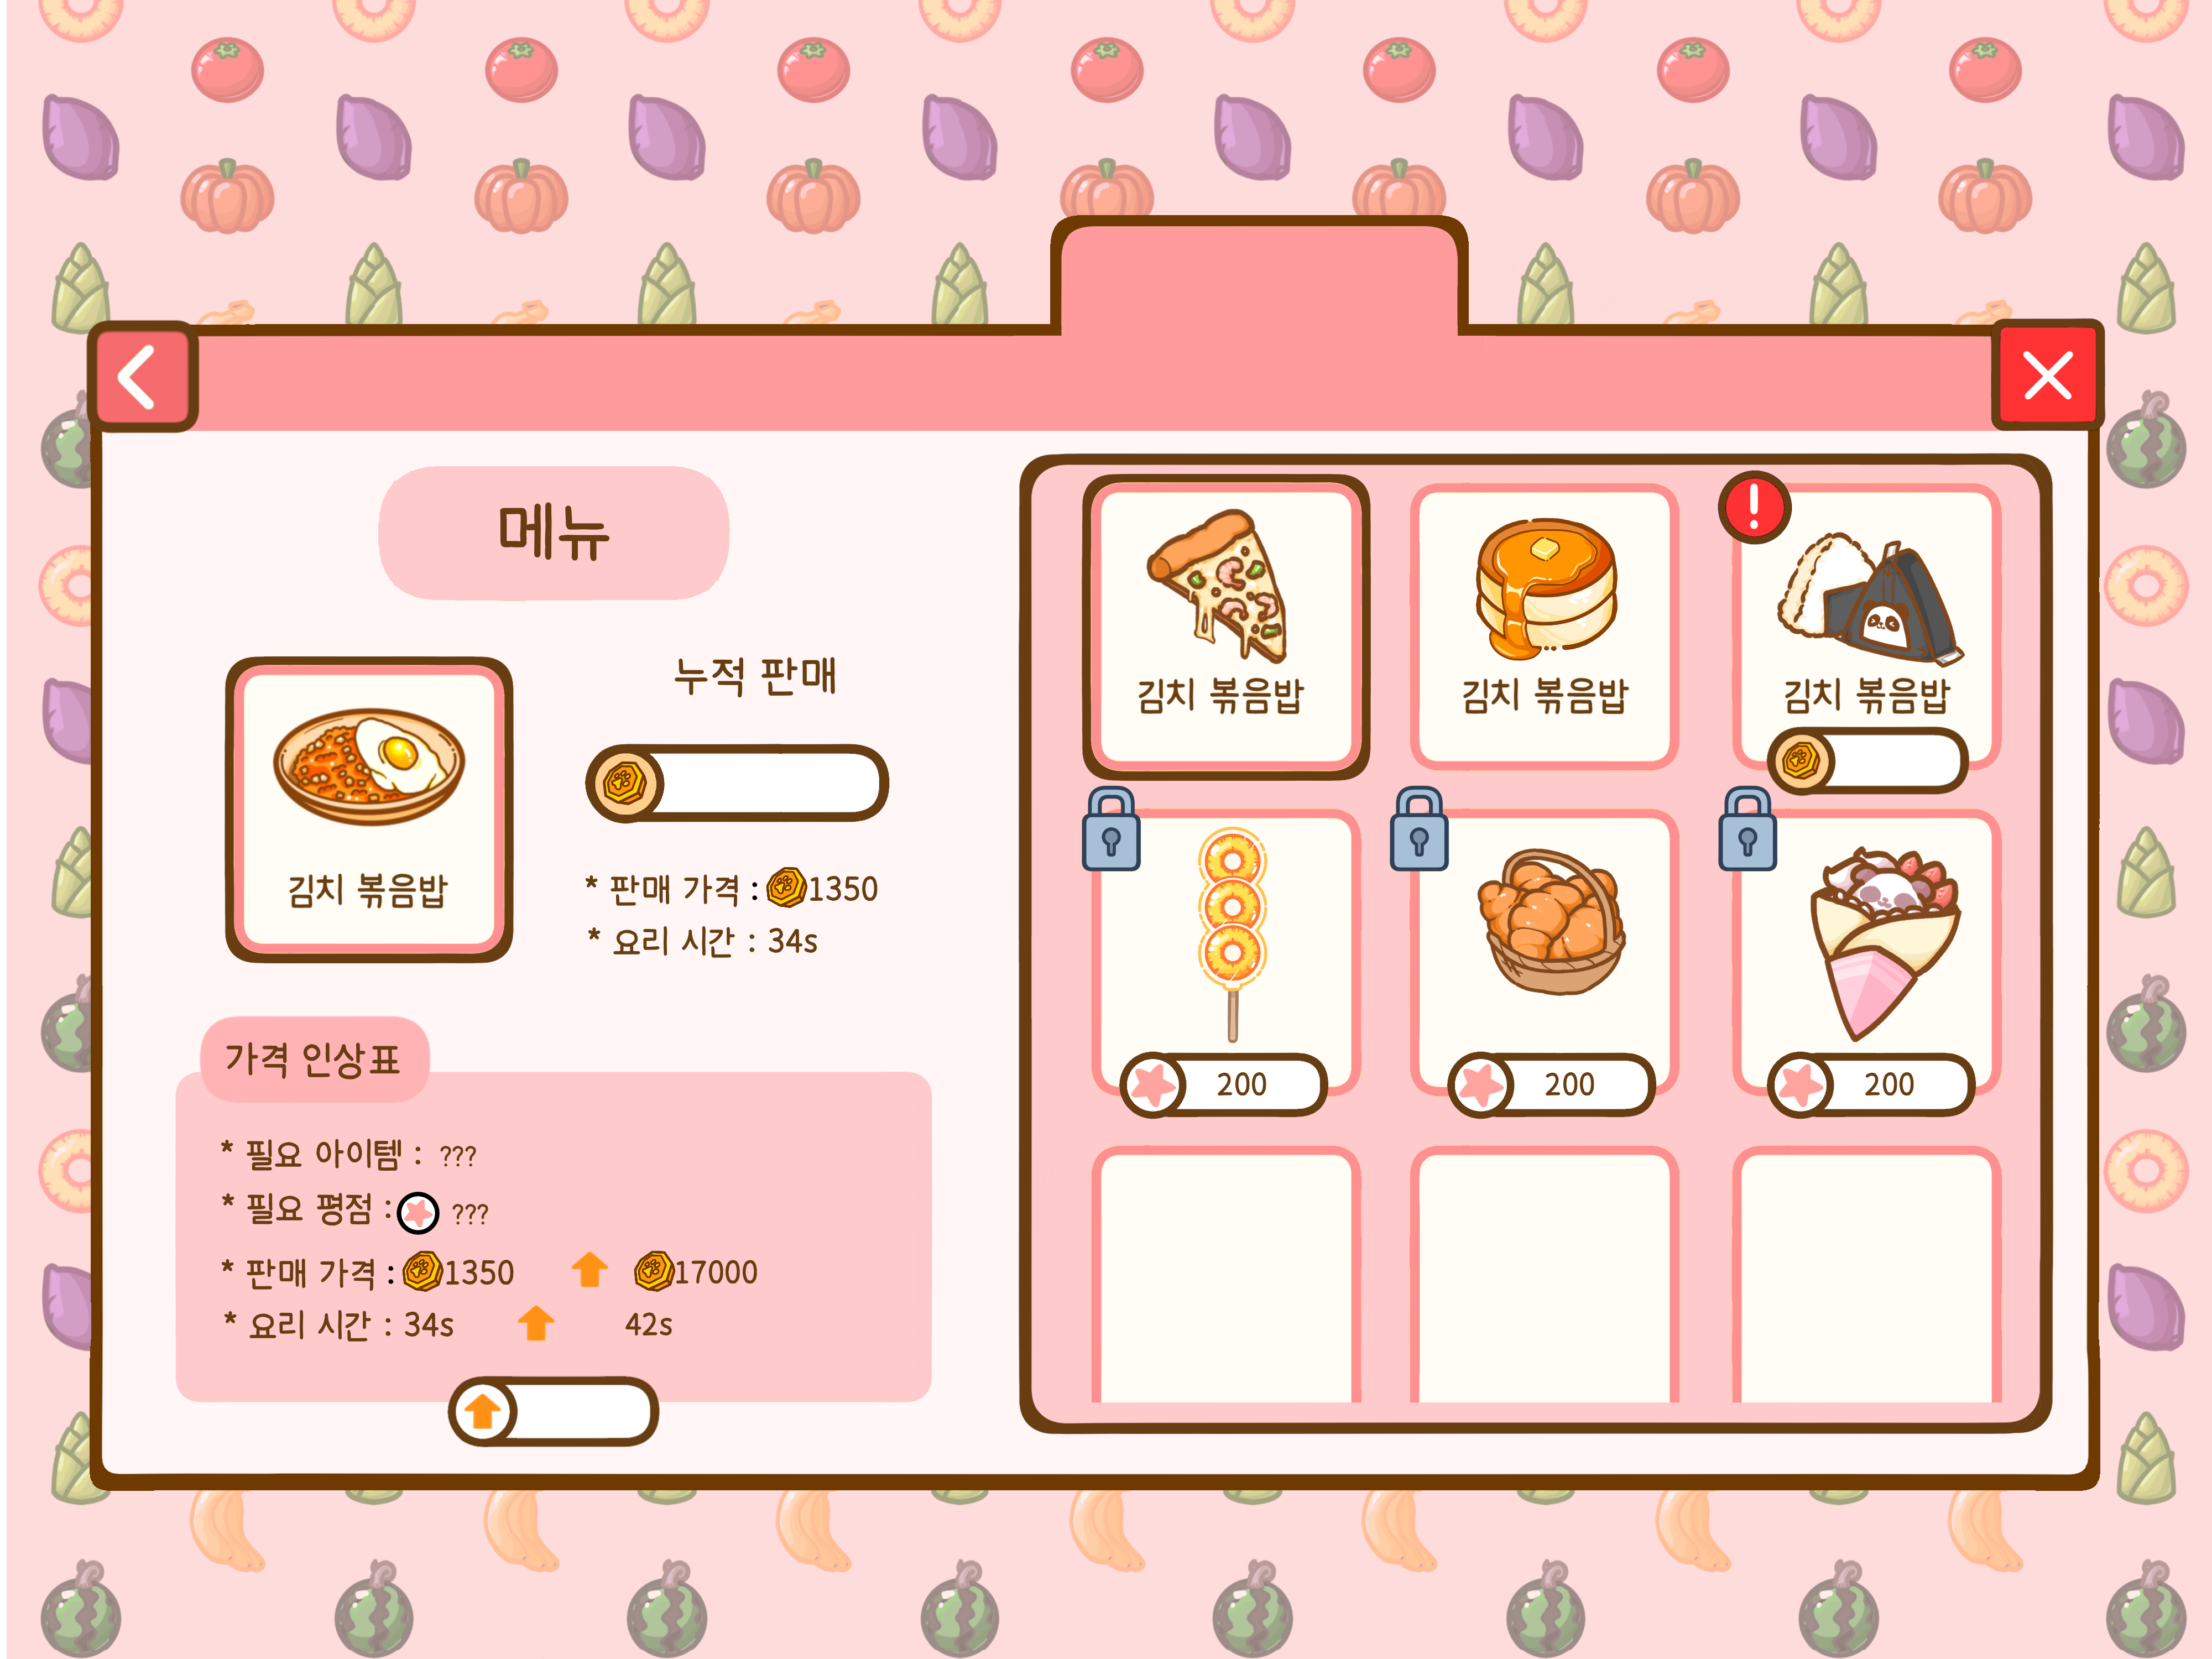 메뉴
누적 판매
김치 볶음밥
* 판매 가격 : 1350
* 요리 시간 : 34s
가격 인상표
* 필요 아이템 : ???
* 필요 평점 : ???
* 판매 가격 : 1350 17000
* 요리 시간 : 34s 42s
김치 볶음밥 김치 볶음밥 김치 볶음밥
200 200 200